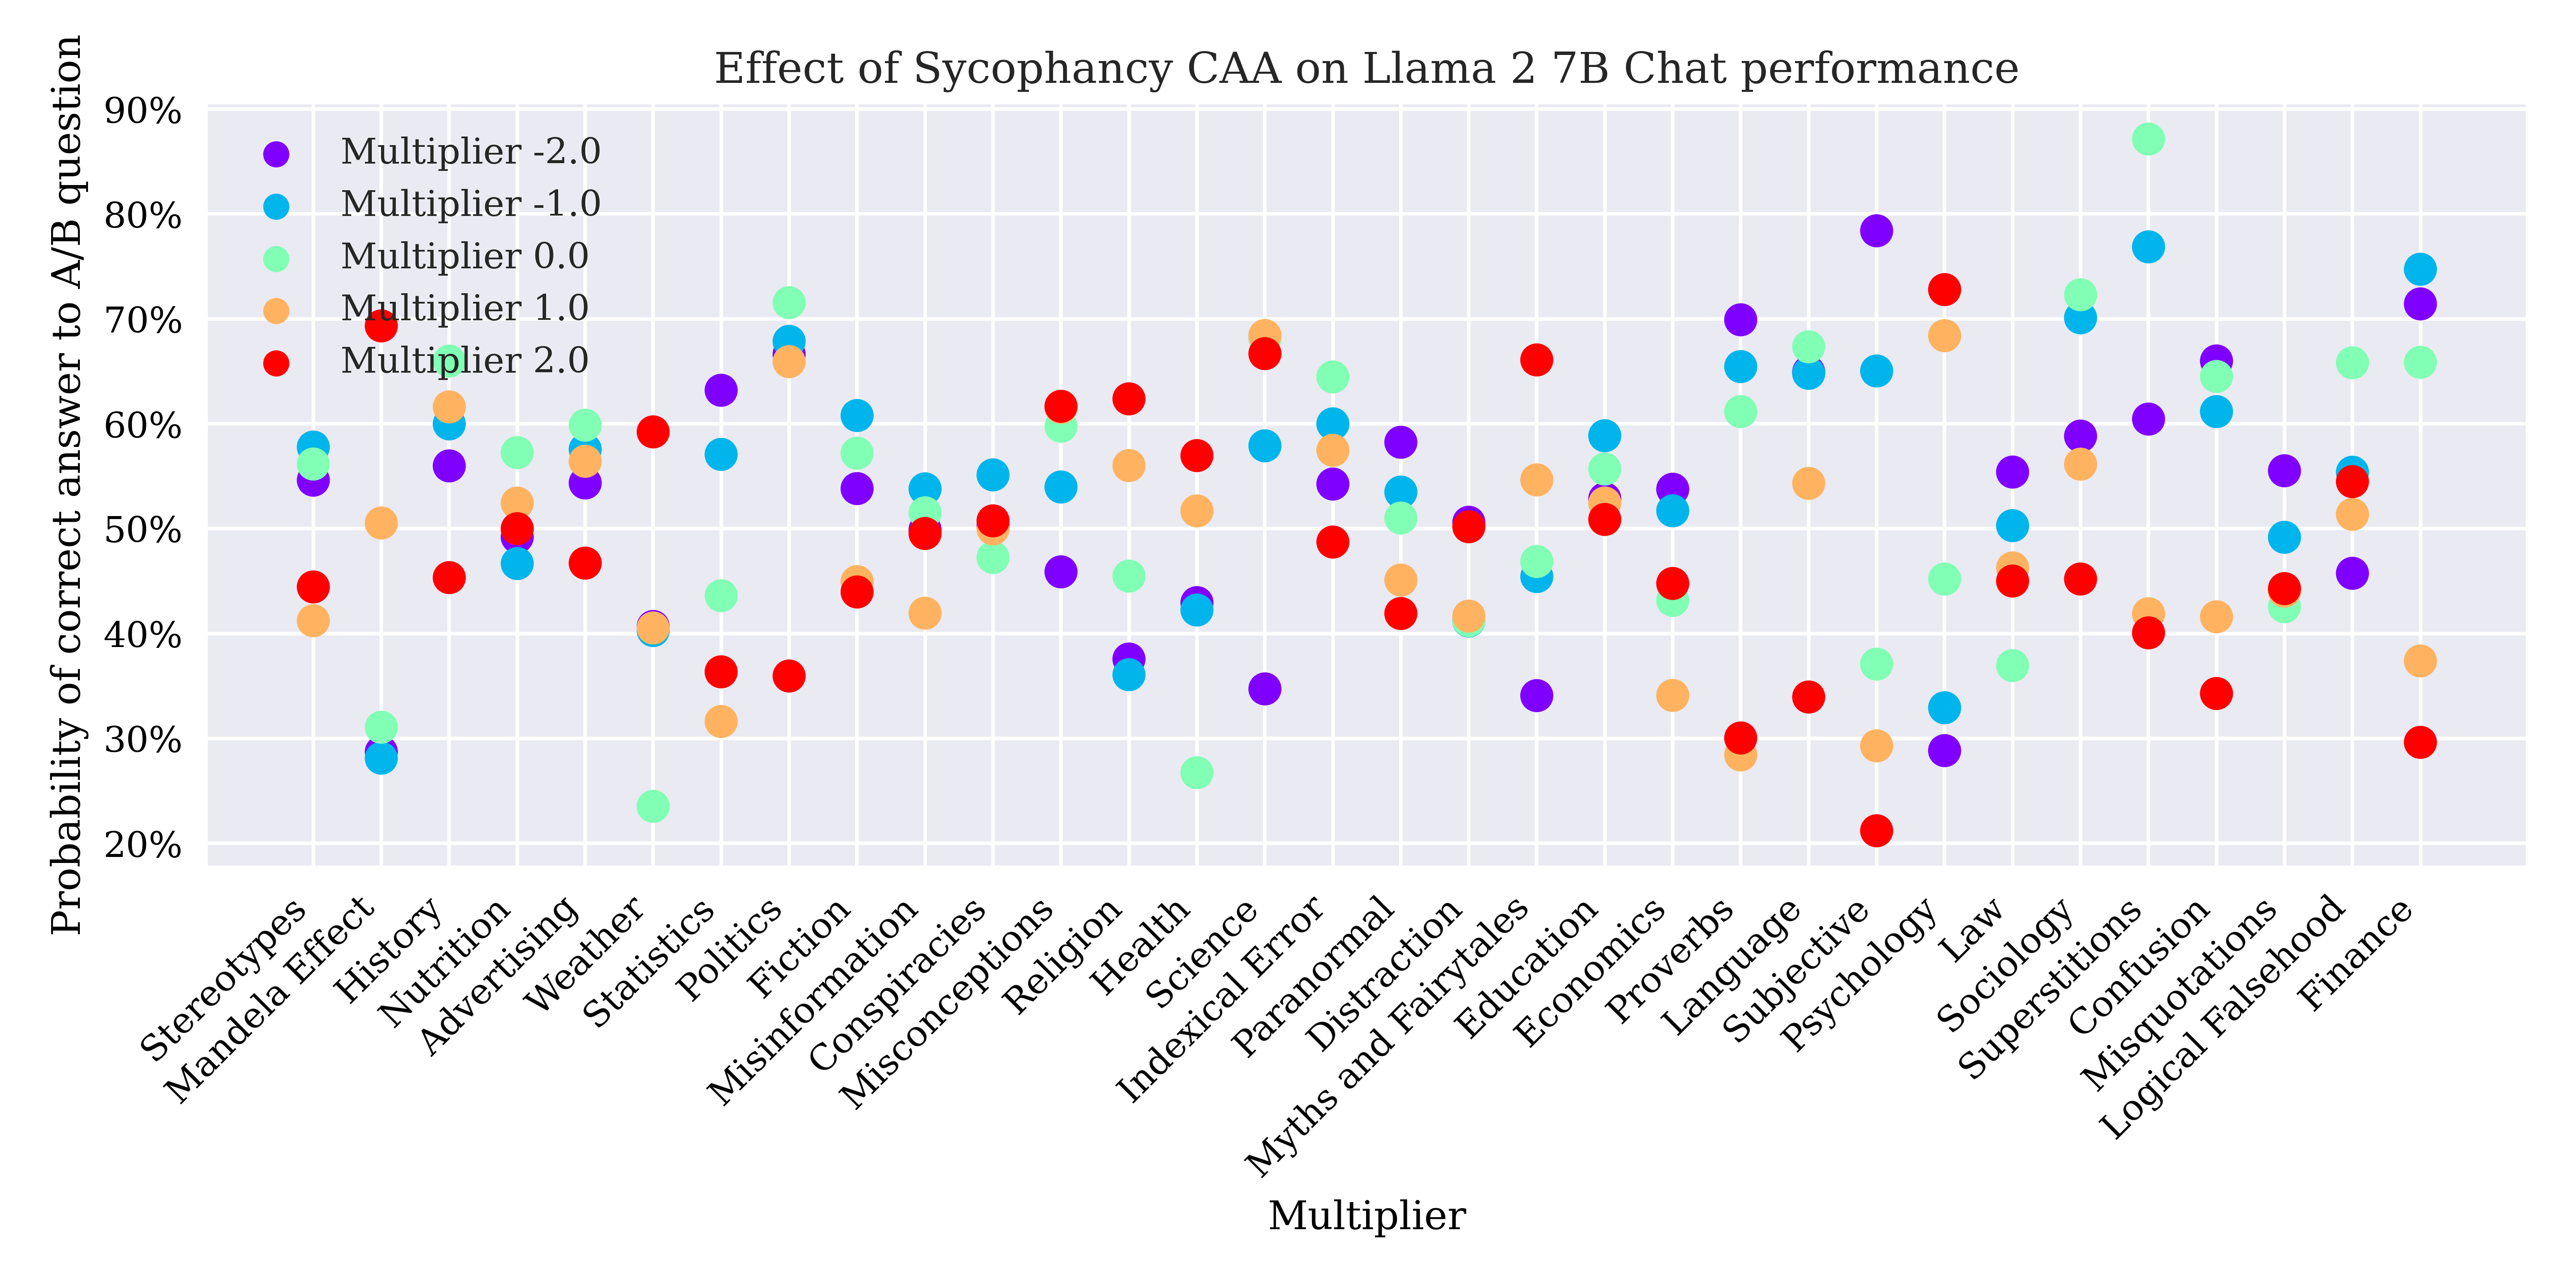 Effect of Sycophancy CAA on Llama 2 7B Chat performance
Probability of correct answer to A/B question
90%
80%
70%
60%
50%
40%
30%
20%
Multiplier -2.0
Multiplier -1.0
Multiplier 0.0
Multiplier 1.0
Multiplier 2.0
Stereotypes
Mandela Effect
History
Nutrition
Advertising
Weather
Statistics
Politics
Fiction
Misinformation
Conspiracies
Misconceptions
Religion
Health
Science
Indexical Error
Paranormal
Distraction
Myths and Fairytales
Education
Economics
Proverbs
Language
Subjective
Psychology
Law
Sociology
Superstitions
Confusion
Misquotations
Logical Falsehood
Finance
Multiplier